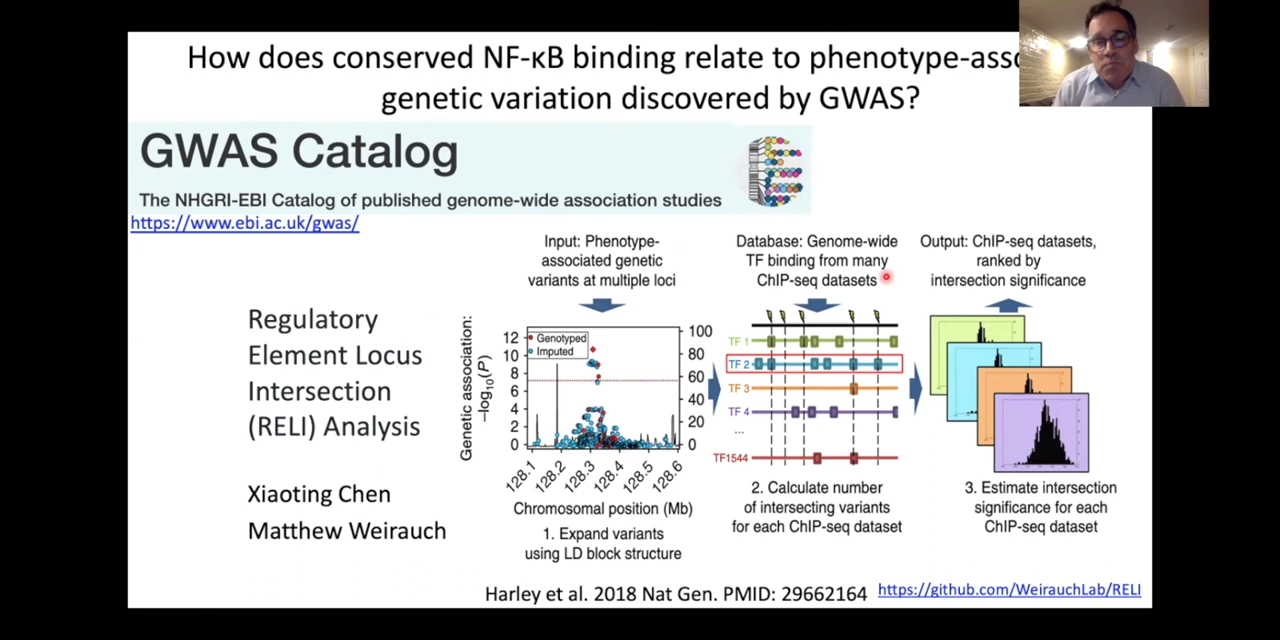 How does conserved NF-κB binding relate to phenotype-asso
genetic variation discovered by GWAS?
GWAS Catalog
The NHGRI-EBI Catalog of published genome-wide association studies
https://www.ebi.ac.uk/gwas/
Regulatory
Element Locus
Intersection
(RELI) Analysis
Xiaoting Chen
Matthew Weirauch
Input: Phenotype-
associated genetic
variants at multiple loci
Genetic association:
–log10(P)
12
10
8
6
4
2
0
Genotyped
Imputed
100
80
60
40
20
0
128.1
128.2
128.3
128.4
128.5
128.6
Chromosomal position (Mb)
1. Expand variants
using LD block structure
Database: Genome-wide
TF binding from many
ChIP-seq datasets
TF 1
TF 2
TF 3
TF 4
...
TF1544
2. Calculate number
of intersecting variants
for each ChIP-seq dataset
Output: ChIP-seq datasets,
ranked by
intersection significance
3. Estimate intersection
significance for each
ChIP-seq dataset
Harley et al. 2018 Nat Gen. PMID: 29662164
https://github.com/WeirauchLab/RELI